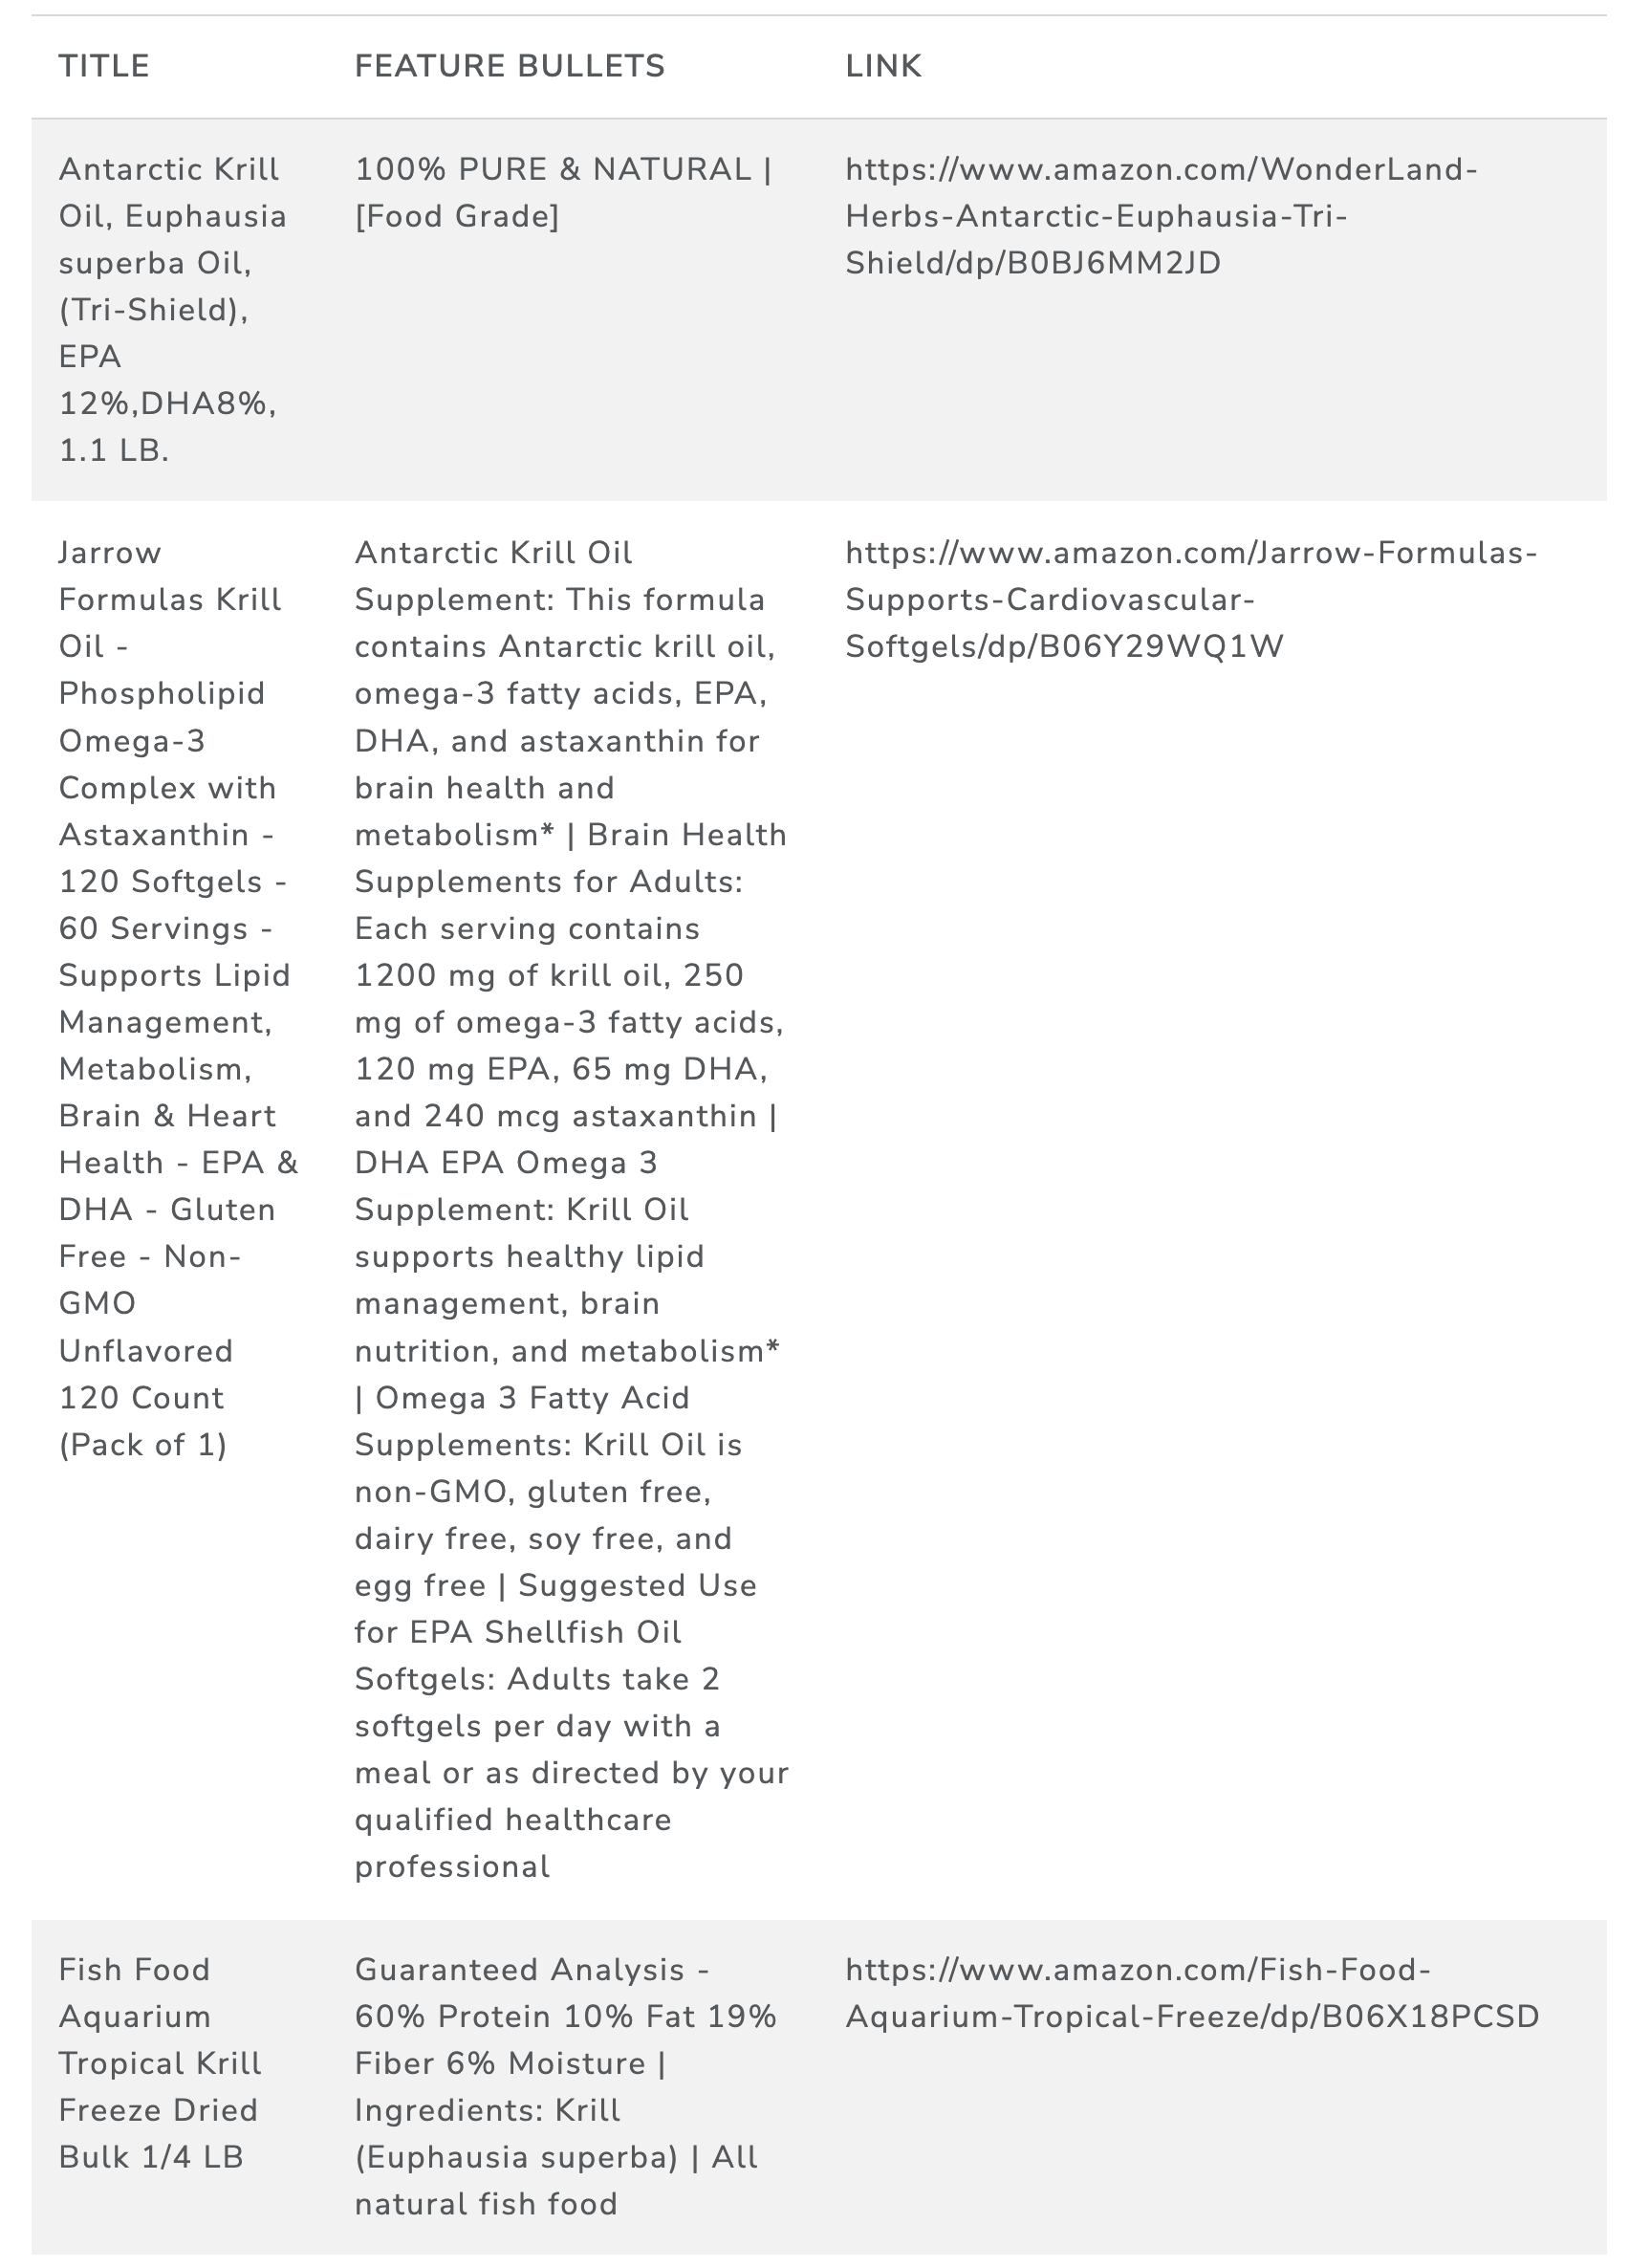 TITLE
FEATURE BULLETS
LINK
Antarctic Krill
Oil, Euphausia
superba Oil,
(Tri-Shield),
EPA
12%,DHA8%,
1.1 LB.
100% PURE & NATURAL |
[Food Grade]
https://www.amazon.com/WonderLand-
Herbs-Antarctic-Euphausia-Tri-
Shield/dp/B0BJ6MM2JD
Jarrow
Formulas Krill
Oil -
Phospholipid
Omega-3
Complex with
Astaxanthin -
120 Softgels -
60 Servings -
Supports Lipid
Management,
Metabolism,
Brain & Heart
Health - EPA &
DHA - Gluten
Free - Non-
GMO
Unflavored
120 Count
(Pack of 1)
Antarctic Krill Oil
Supplement: This formula
contains Antarctic krill oil,
omega-3 fatty acids, EPA,
DHA, and astaxanthin for
brain health and
metabolism* | Brain Health
Supplements for Adults:
Each serving contains
1200 mg of krill oil, 250
mg of omega-3 fatty acids,
120 mg EPA, 65 mg DHA,
and 240 mcg astaxanthin |
DHA EPA Omega 3
Supplement: Krill Oil
supports healthy lipid
management, brain
nutrition, and metabolism*
| Omega 3 Fatty Acid
Supplements: Krill Oil is
non-GMO, gluten free,
dairy free, soy free, and
egg free | Suggested Use
for EPA Shellfish Oil
Softgels: Adults take 2
softgels per day with a
meal or as directed by your
qualified healthcare
professional
https://www.amazon.com/Jarrow-Formulas-
Supports-Cardiovascular-
Softgels/dp/B06Y29WQ1W
Fish Food
Aquarium
Tropical Krill
Freeze Dried
Bulk 1/4 LB
Guaranteed Analysis -
60% Protein 10% Fat 19%
Fiber 6% Moisture |
Ingredients: Krill
(Euphausia superba) | All
natural fish food
https://www.amazon.com/Fish-Food-
Aquarium-Tropical-Freeze/dp/B06X18PCSD